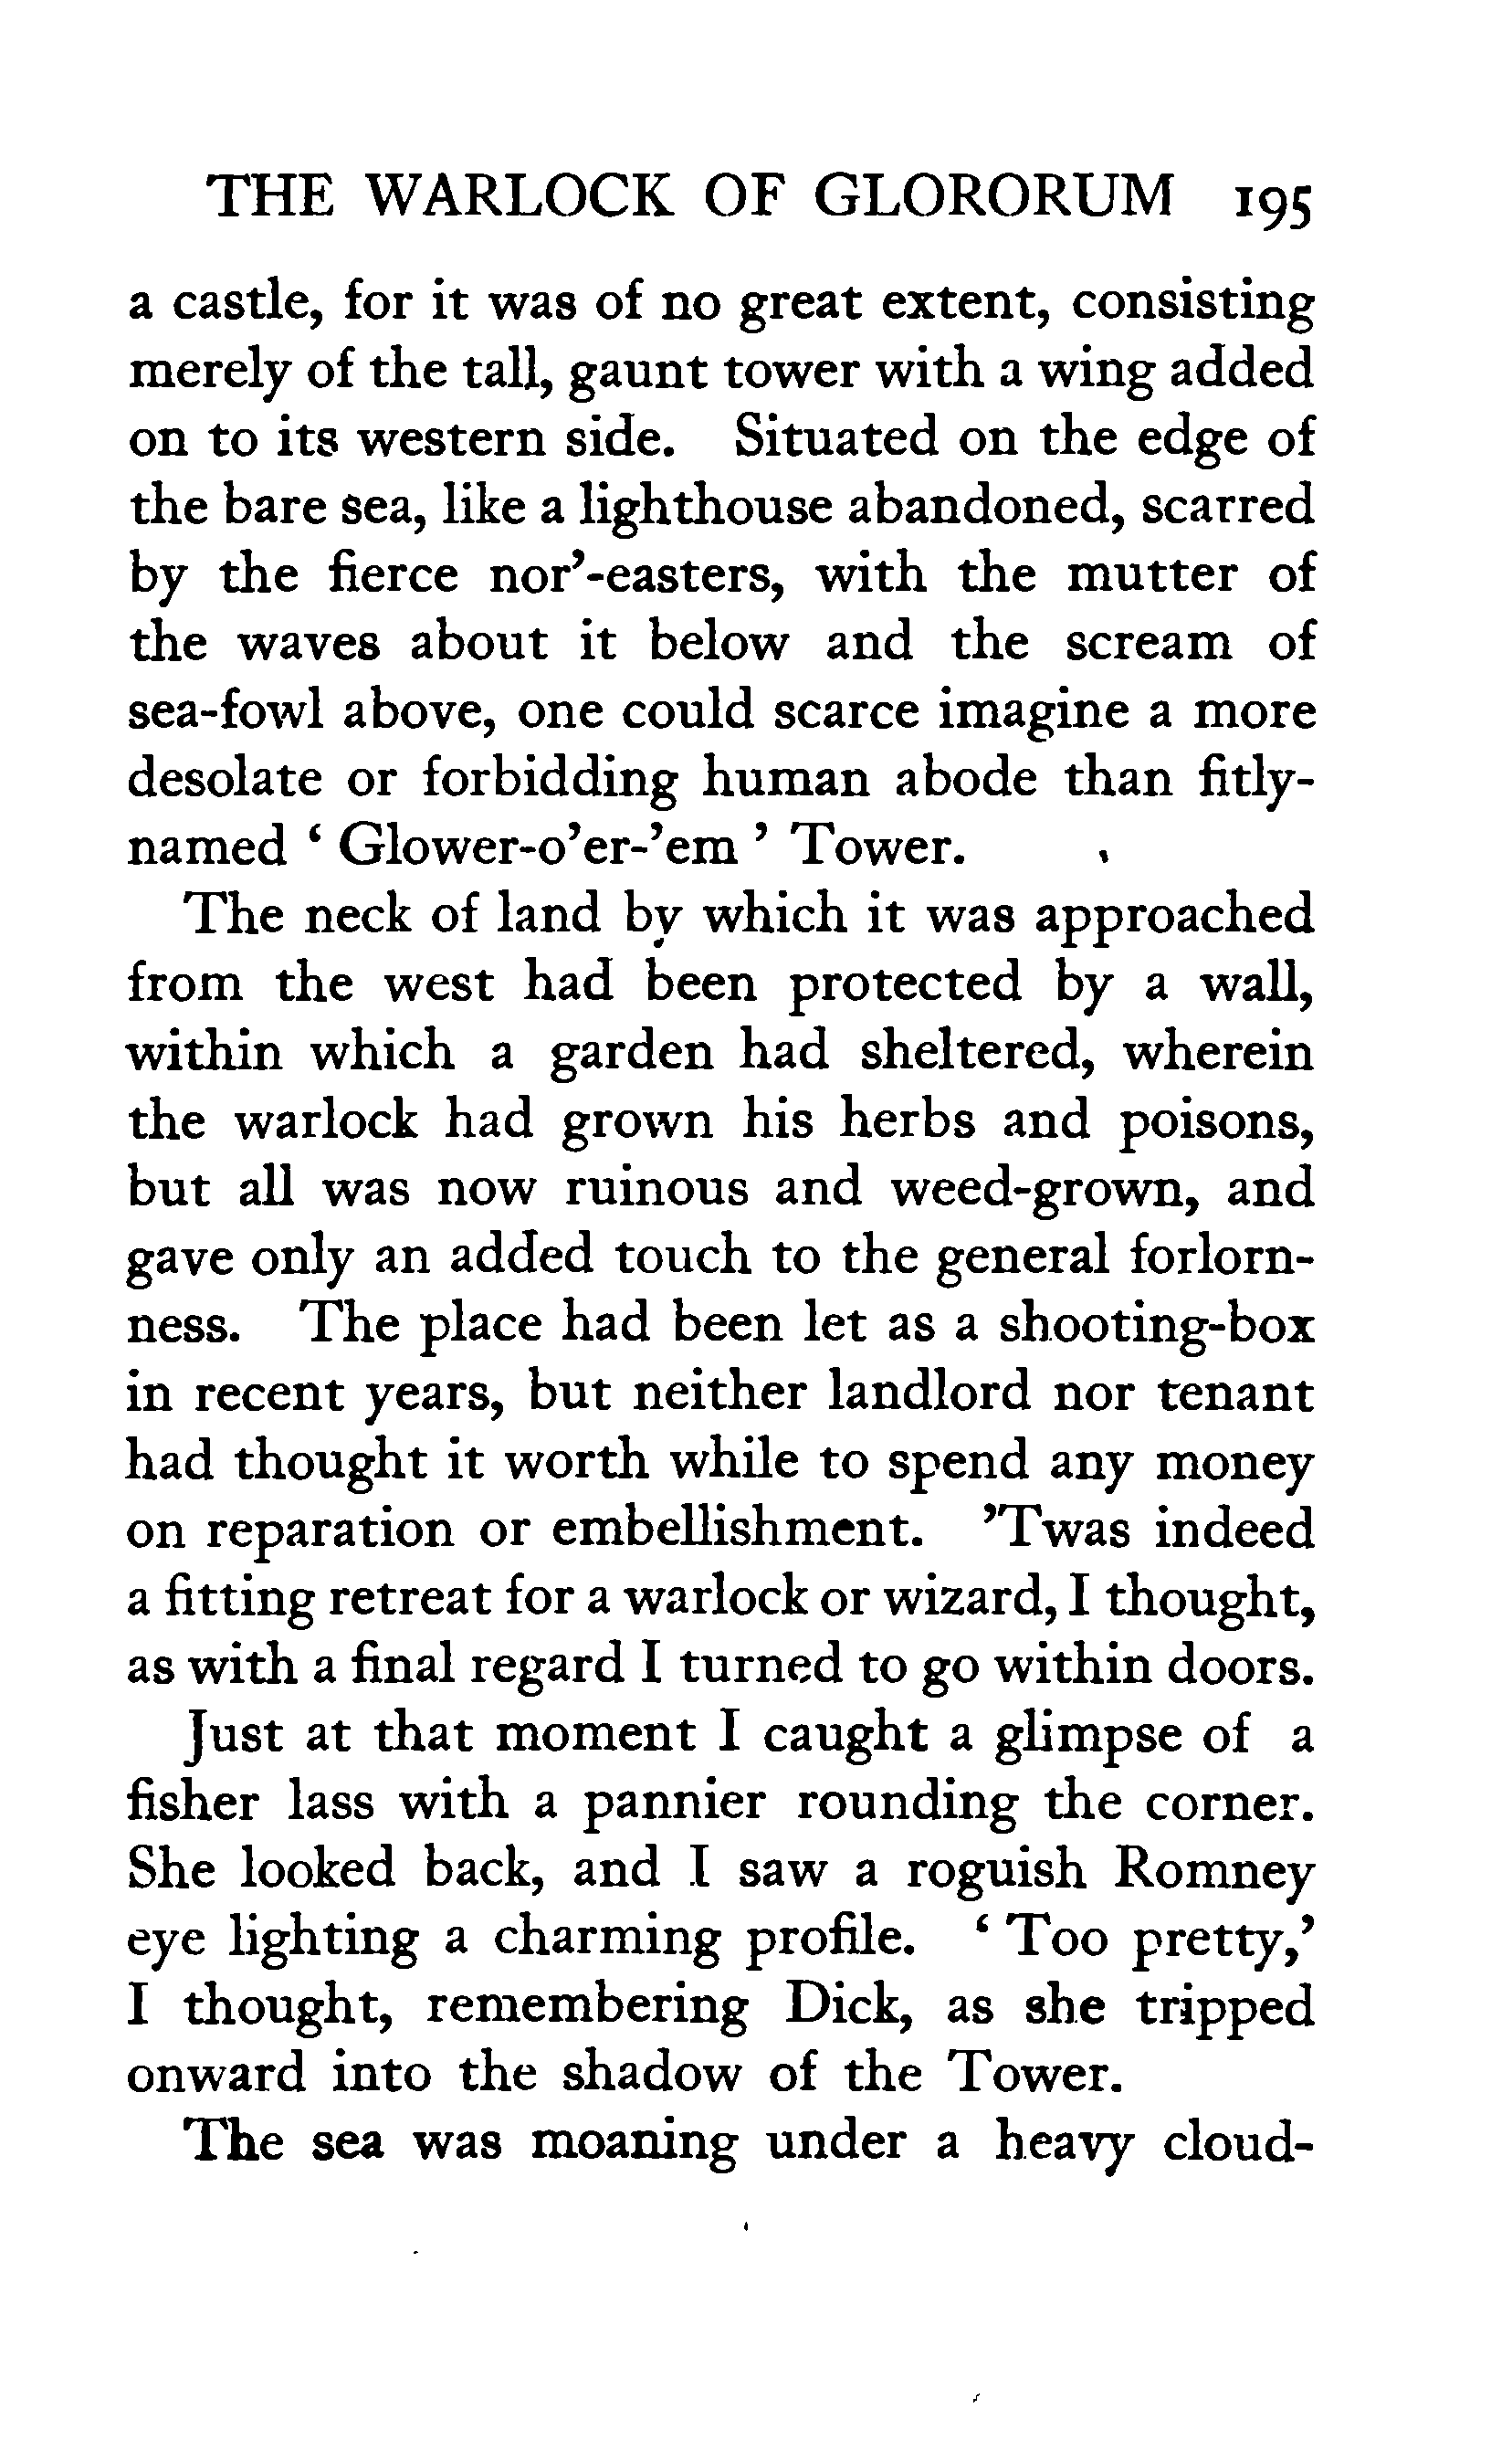 THE WARLOCK OF GLORORUM 195
a castle, for it was of no great extent, consisting
merely of the tall, gaunt tower with a wing added
on to its western side. Situated on the edge of
the bare sea, like a lighthouse abandoned, scarred
by the fierce nor’-easters, with the mutter of
the waves about it below and the scream of
sea-fowl above, one could scarce imagine a more
desolate or forbidding human abode than fitly-
named ‘ Glower-o’er-’em ’ Tower.
The neck of land by which it was approached
from the west had been protected by a wall,
within which a garden had sheltered, wherein
the warlock had grown his herbs and poisons,
but all was now ruinous and weed-grown, and
gave only an added touch to the general forlorn-
ness. The place had been let as a shooting-box
in recent years, but neither landlord nor tenant
had thought it worth while to spend any money
on reparation or embellishment. ’Twas indeed
a fitting retreat for a warlock or wizard, I thought,
as with a final regard I turned to go within doors.
Just at that moment I caught a glimpse of a
fisher lass with a pannier rounding the corner.
She looked back, and I saw a roguish Romney
eye lighting a charming profile. ‘ Too pretty,’
I thought, remembering Dick, as she tripped
onward into the shadow of the Tower.
The sea was moaning under a heavy cloud-